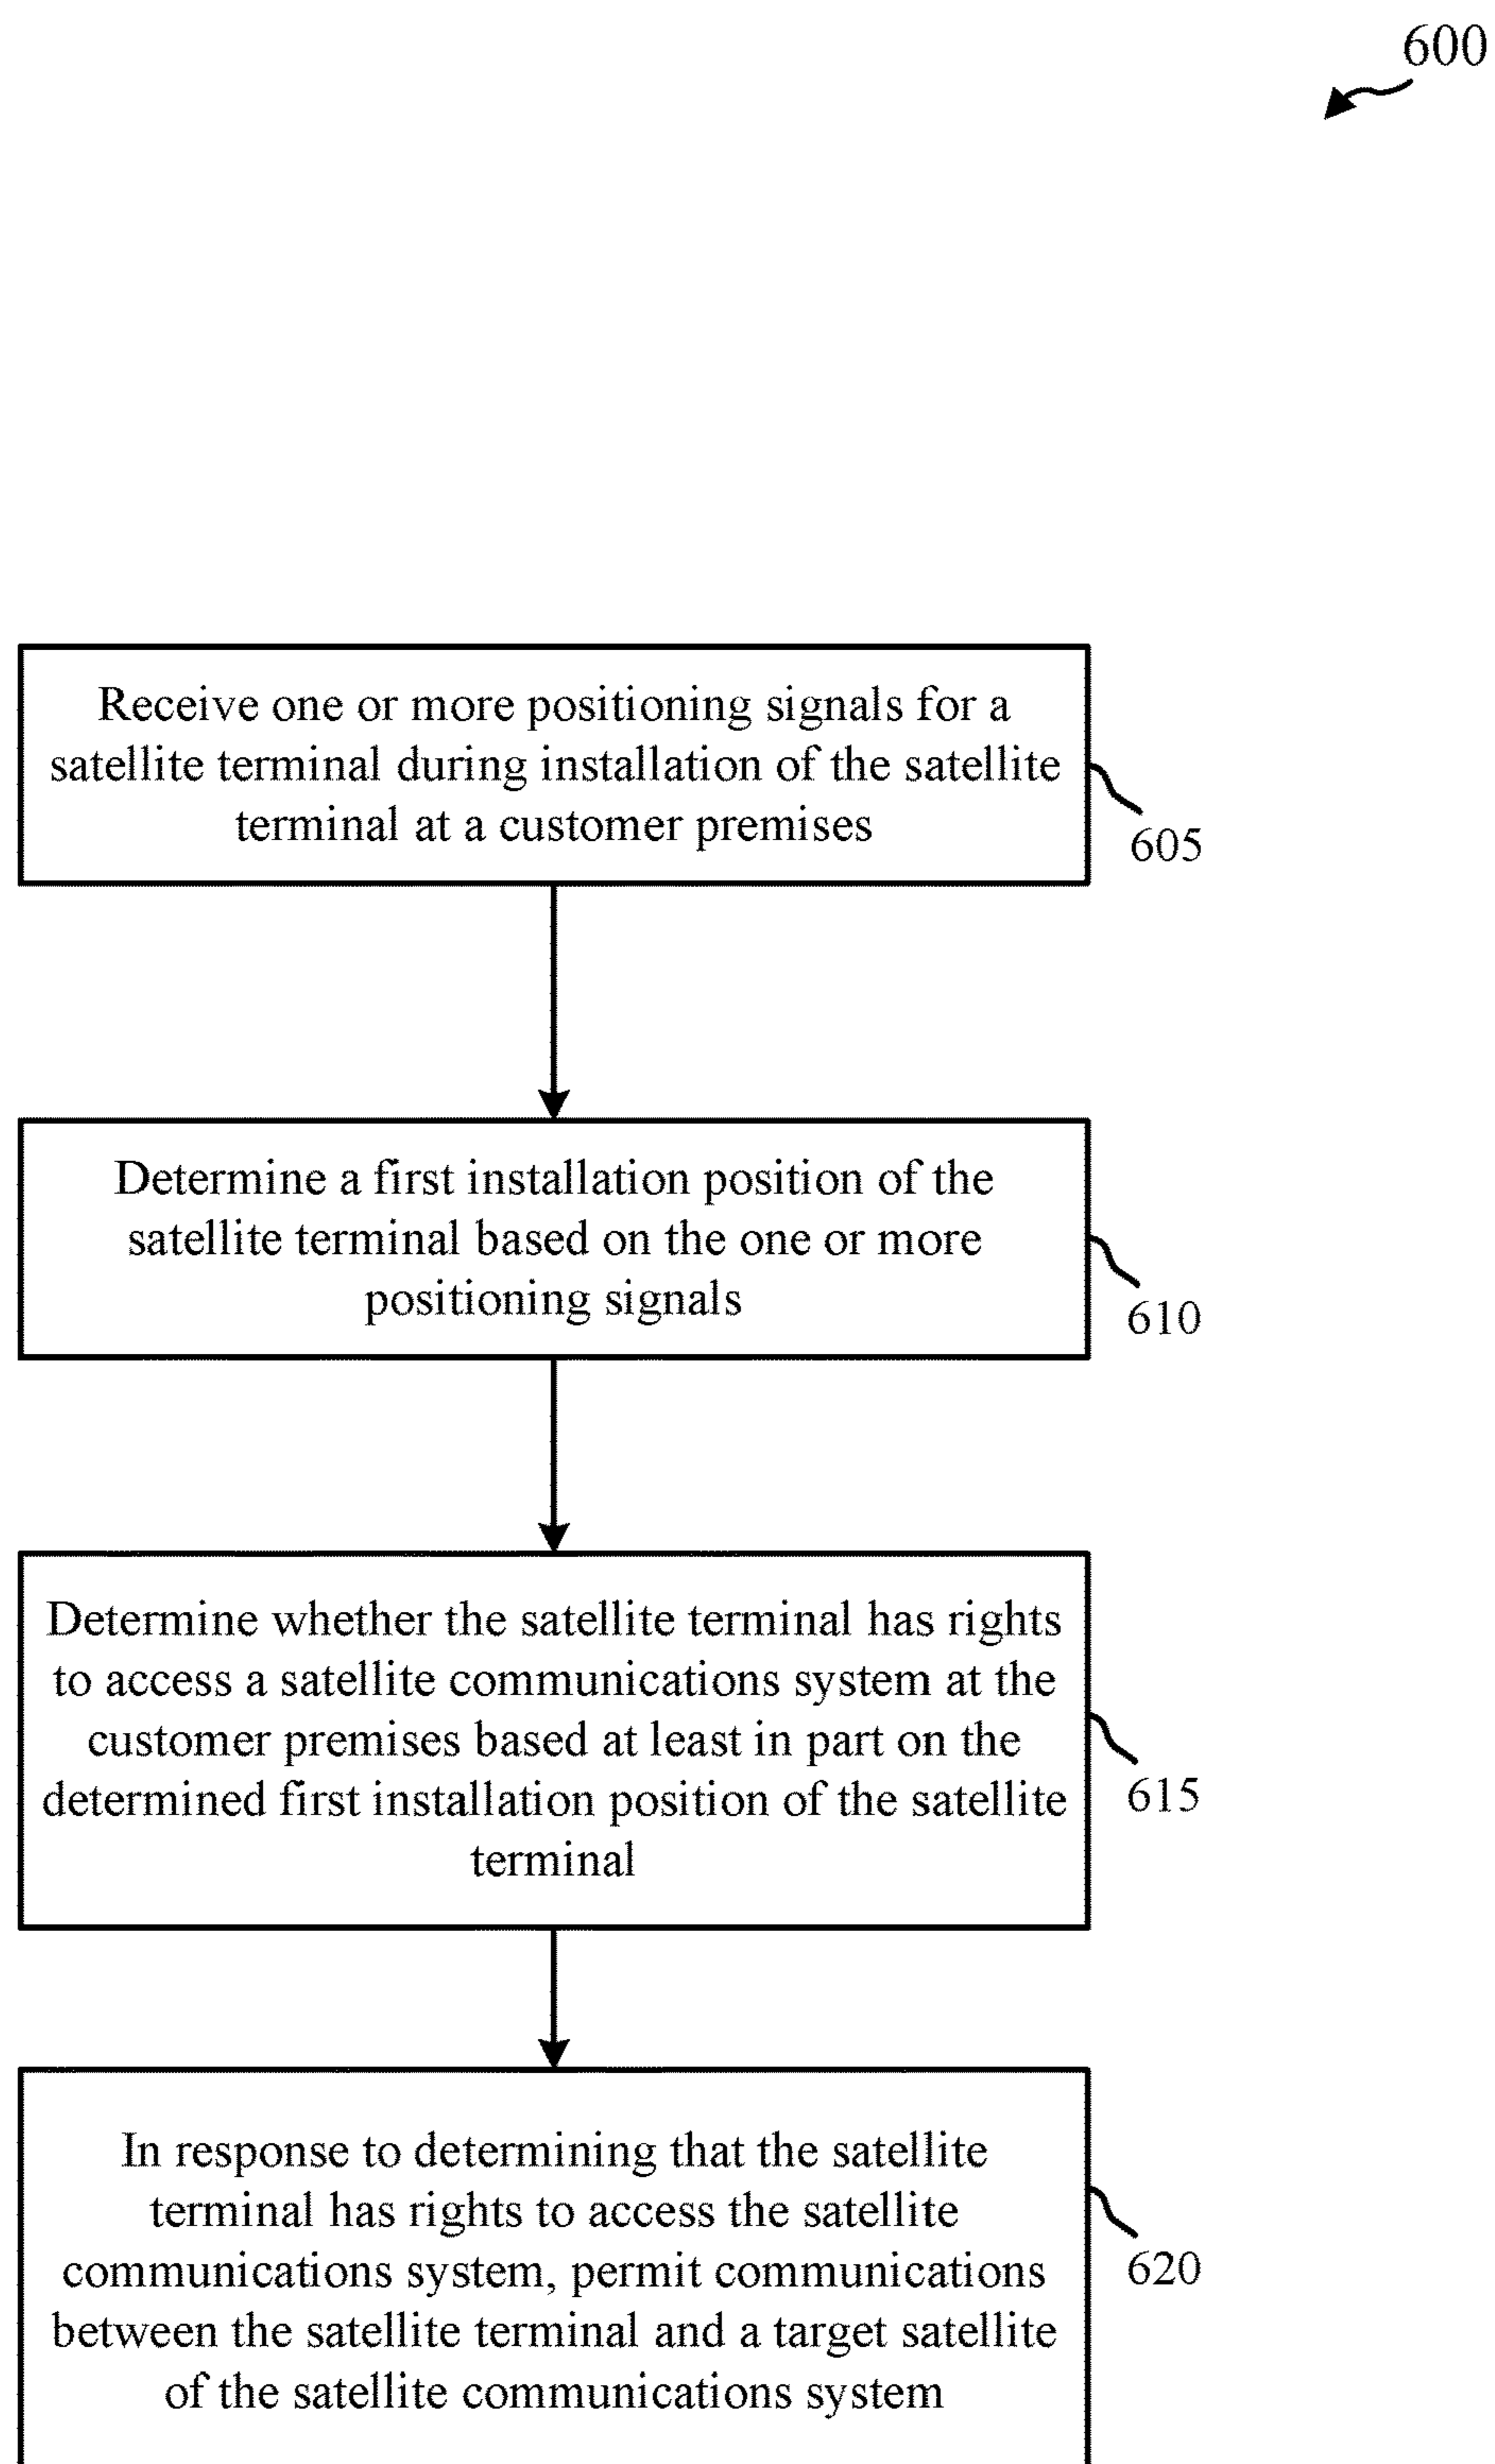 600
Receive one or more positioning signals for a
satellite terminal during installation of the satellite
terminal at a customer premises
605
Determine a first installation position of the
satellite terminal based on the one or more
positioning signals
610
Determine whether the satellite terminal has rights
to access a satellite communications system at the
customer premises based at least in part on the
determined first installation position of the satellite
terminal
615
In response to determining that the satellite
terminal has rights to access the satellite
communications system, permit communications
between the satellite terminal and a target satellite
of the satellite communications system
620